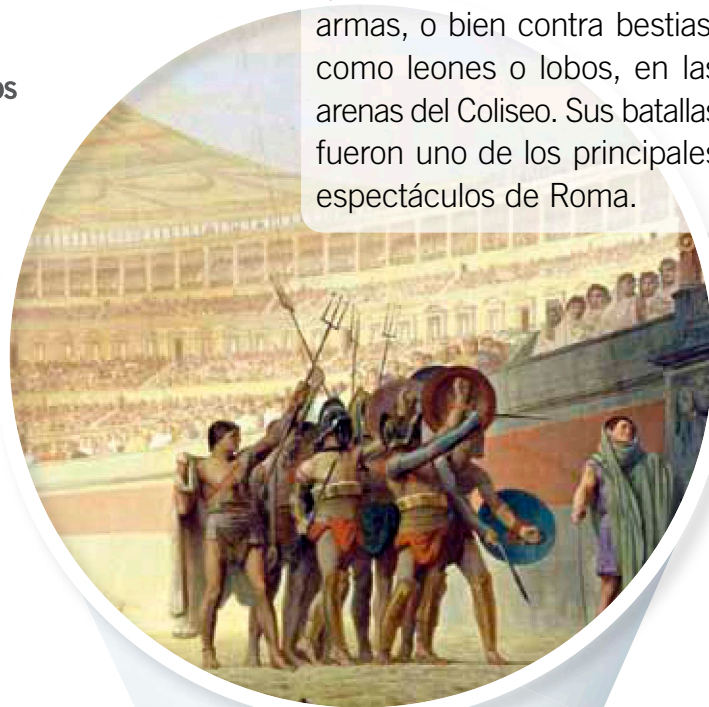 armas, o bien contra bestias
como leones o lobos, en las
arenas del Coliseo. Sus batallas
fueron uno de los principales
espectáculos de Roma.
os